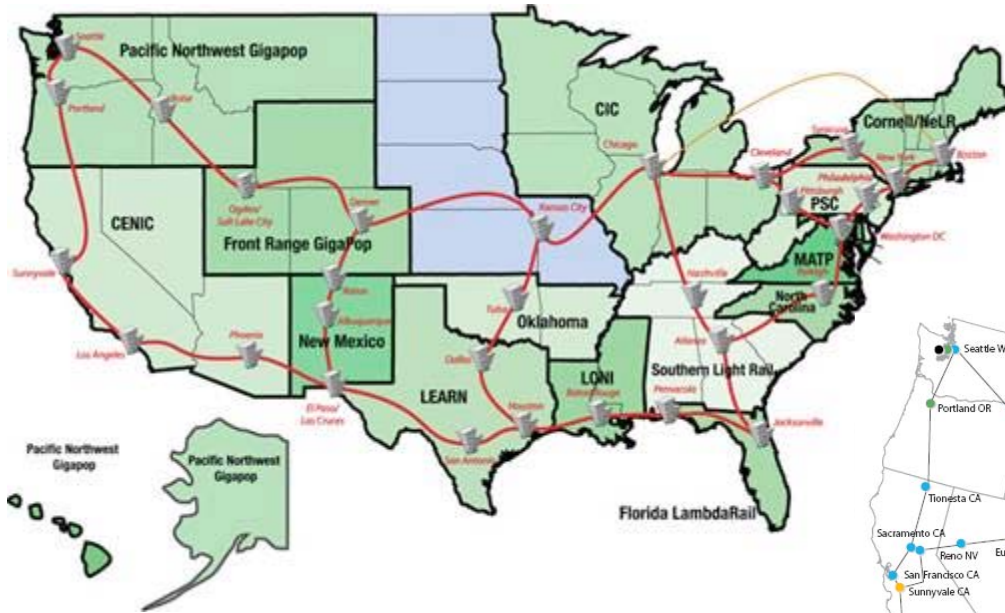 Seattle
Pacific Northwest Gigapop
Portland
Boise
CIC
Cornell/NeLR
Chicago
Cleveland
Syracuse
New York
Boston
Philadelphia
Pittsburgh
PSC
Ogden/
Salt Lake City
Denver
Kansas City
CENIC
Front Range GigaPop
Washington DC
MATP
Raleigh
Sunnyvale
Raton
Nashville
North
Carolina
Tulsa
Oklahoma
Albuquerque
New Mexico
Los Angeles
Phoenix
Dallas
Atlanta
Southern Light Rail
LONI
Baton Rouge
Pensacola
LEARN
El Paso/
Las Cruces
Houston
Jacksonville
San Antonio
Pacific Northwest
Gigapop
Pacific Northwest
Gigapop
Florida LambdaRail
Seattle W
Portland OR
Tionesta CA
Sacramento CA
Reno NV
Eu
San Francisco CA
Sunnyvale CA